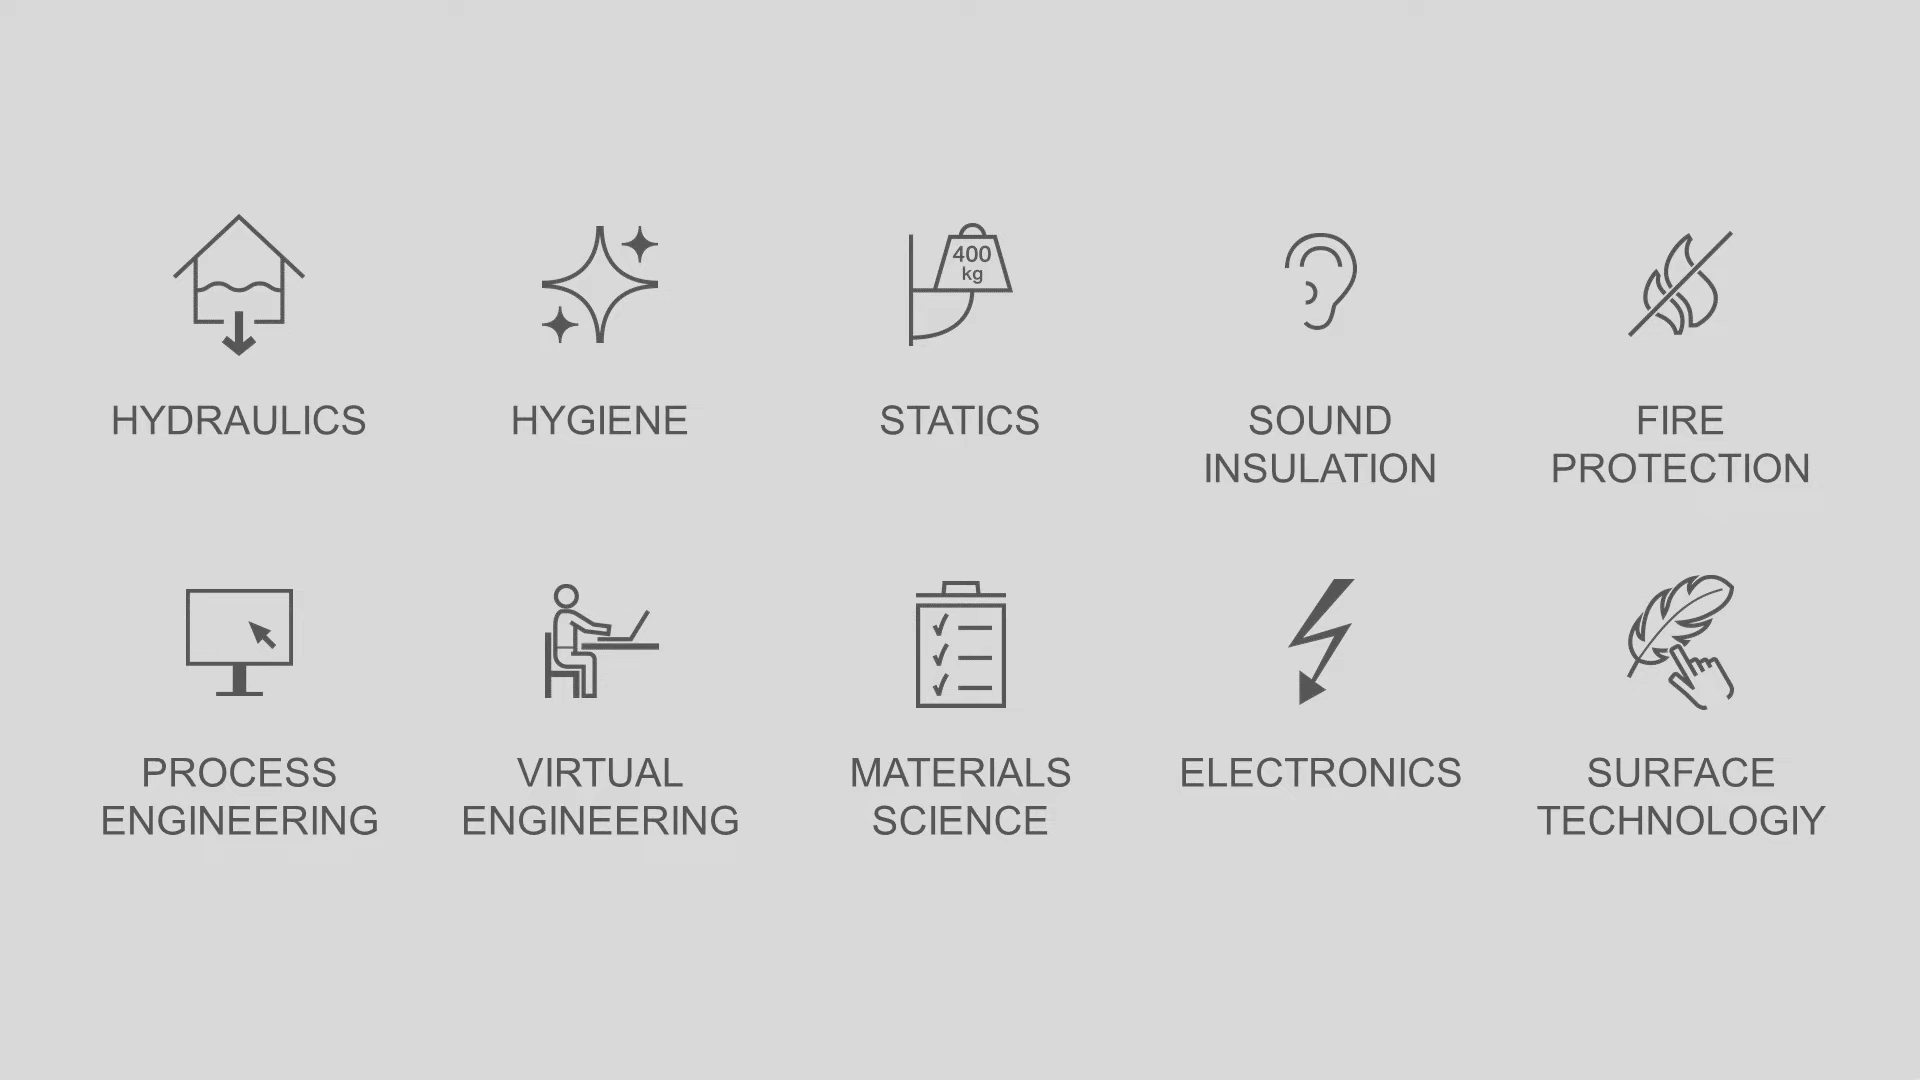 400
kg
HYDRAULICS
HYGIENE
STATICS
SOUND
INSULATION
FIRE
PROTECTION
PROCESS
ENGINEERING
VIRTUAL
ENGINEERING
MATERIALS
SCIENCE
ELECTRONICS
SURFACE
TECHNOLOGIY